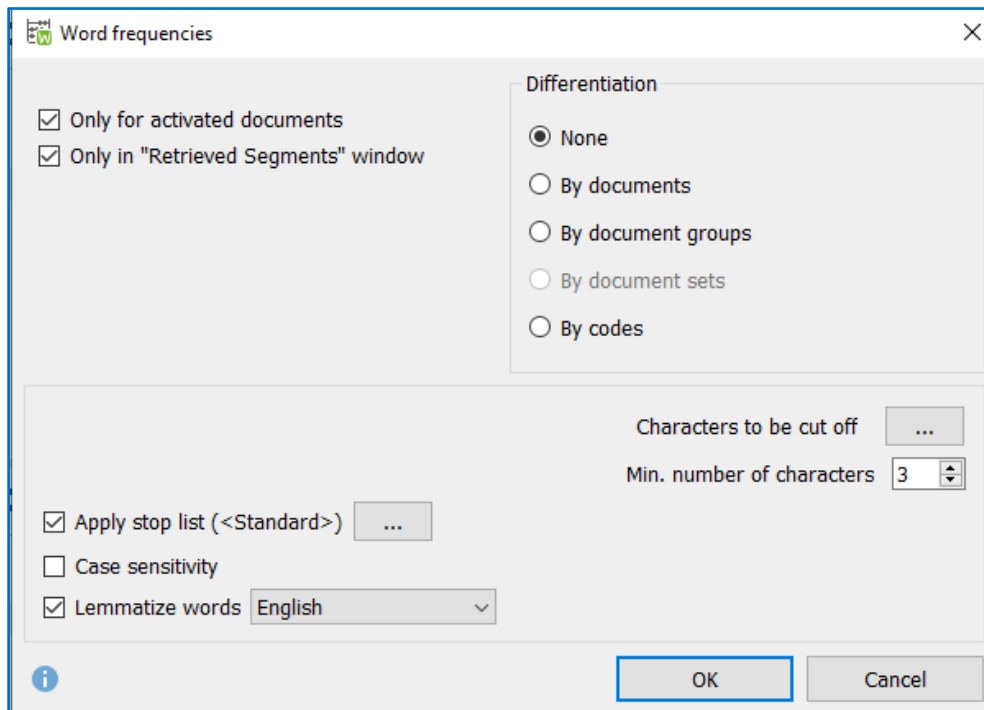 Word frequencies
Only for activated documents
Only in "Retrieved Segments" window
Differentiation
None
By documents
By document groups
By document sets
By codes
Characters to be cut off ...
Min. number of characters 3
Apply stop list (<Standard>) ...
Case sensitivity
Lemmatize words English
OK Cancel